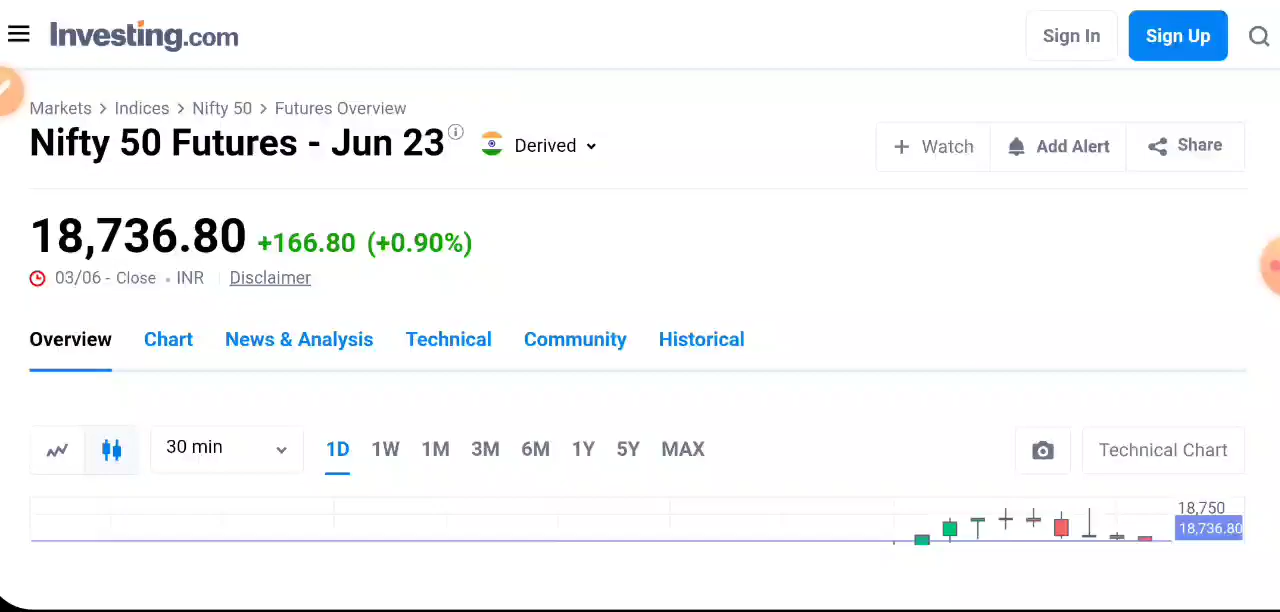 Investing.com
Sign In
Sign Up
Markets > Indices > Nifty 50 > Futures Overview
Nifty 50 Futures - Jun 23
Derived
+ Watch
Add Alert
Share
18,736.80 +166.80 (+0.90%)
03/06 - Close • INR Disclaimer
Overview Chart News & Analysis Technical Community Historical
30 min 1D 1W 1M 3M 6M 1Y 5Y MAX Technical Chart
18,750
18,736.80